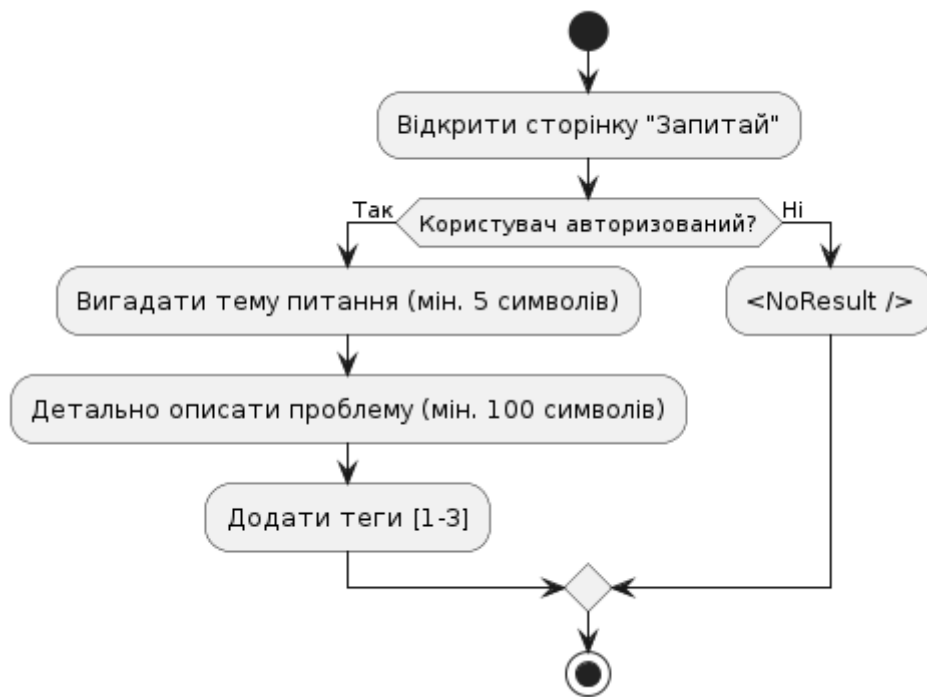 Відкрити сторінку "Запитай"
Користувач авторизований?
Так
Ні
Вигадати тему питання (мін. 5 символів)
<NoResult />
Детально описати проблему (мін. 100 символів)
Додати теги [1-3]